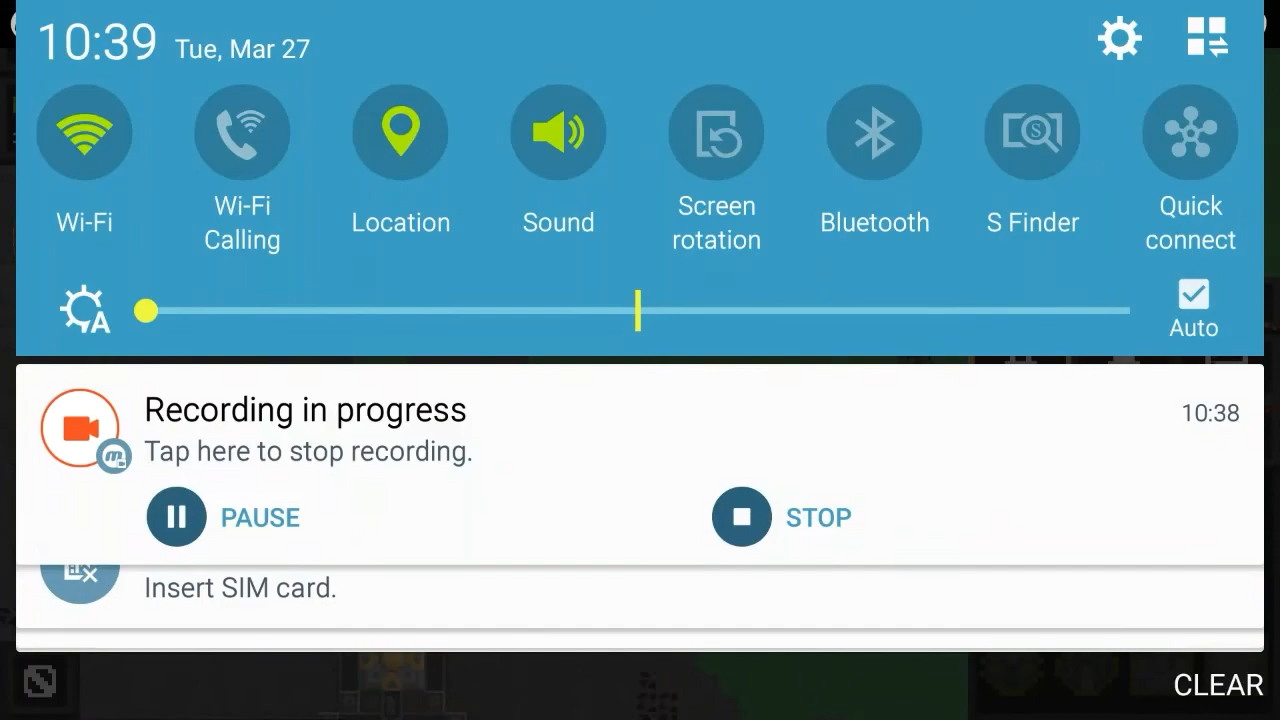 10:39 Tue, Mar 27
Wi-Fi
Wi-Fi
Calling
Location
Sound
Screen
rotation
Bluetooth
S Finder
Quick
connect
A
Auto
Recording in progress
10:38
Tap here to stop recording.
PAUSE
STOP
Insert SIM card.
CLEAR